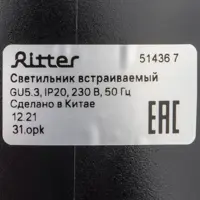 Ritter 51436 7
Светильник встраиваемый
GU5.3, IP20, 230 В, 50 Гц
Сделано в Китае
12.21
31.opk
EAC